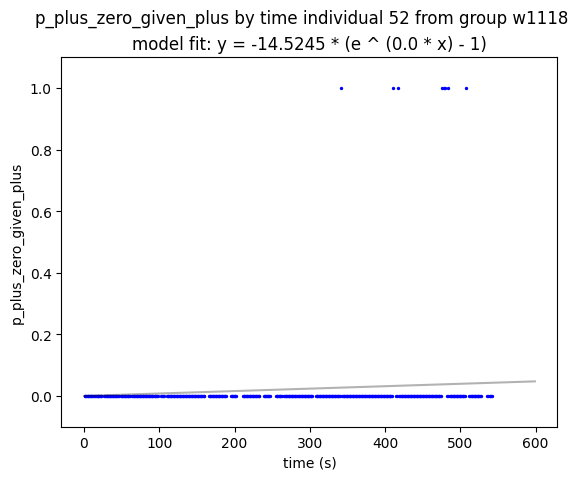 p_plus_zero_given_plus by time individual 52 from group w1118
model fit: y = -14.5245 * (e ^ (0.0 * x) - 1)
1.0
0.8
0.6
0.4
0.2
0.0
p_plus_zero_given_plus
0 100 200 300 400 500 600
time (s)